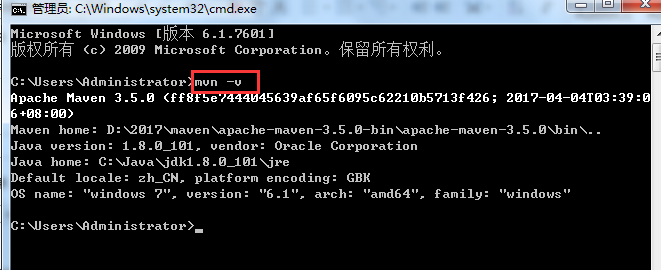 管理员: C:\Windows\system32\cmd.exe
Microsoft Windows [版本 6.1.7601]
版权所有 (c) 2009 Microsoft Corporation。保留所有权利。
C:\Users\Administrator>mvn -v
Apache Maven 3.5.0 (ff8f5e7444045639af65f6095c62210b5713f426; 2017-04-04T03:39:0
6+08:00)
Maven home: D:\2017\maven\apache-maven-3.5.0-bin\apache-maven-3.5.0\bin\..
Java version: 1.8.0_101, vendor: Oracle Corporation
Java home: C:\Java\jdk1.8.0_101\jre
Default locale: zh_CN, platform encoding: GBK
OS name: "windows 7", version: "6.1", arch: "amd64", family: "windows"
C:\Users\Administrator>